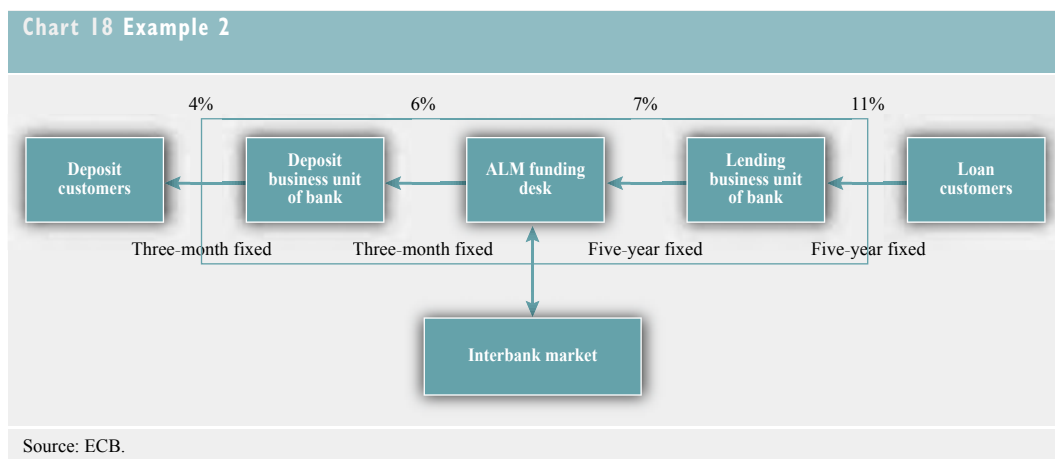 Chart 18 Example 2
4% 6% 7% 11%
Deposit
customers
Deposit
business unit
of bank
ALM funding
desk
Lending
business unit
of bank
Loan
customers
Three-month fixed Three-month fixed Five-year fixed Five-year fixed
Interbank market
Source: ECB.